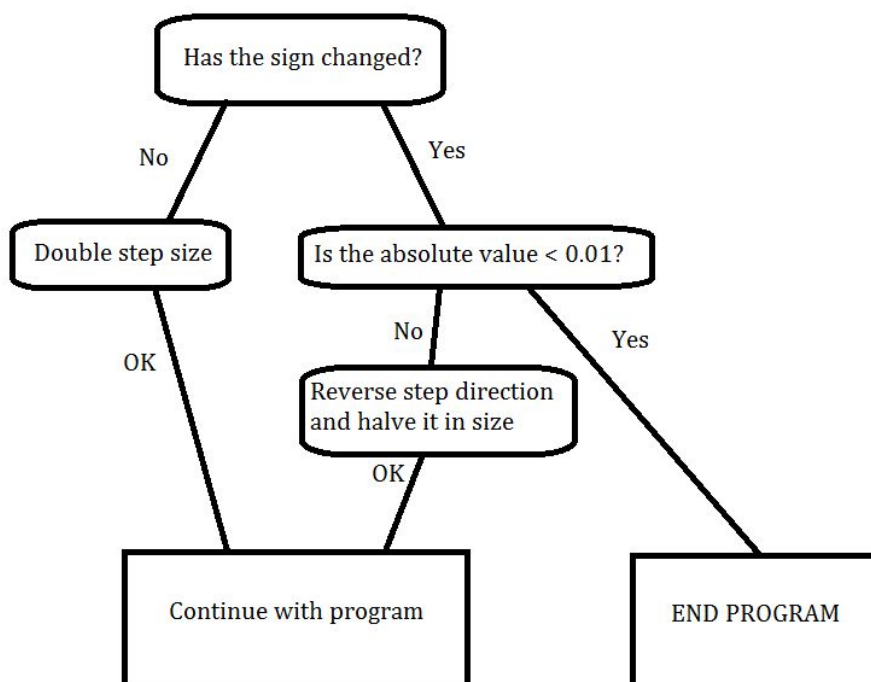 Has the sign changed?
No
Yes
Double step size
Is the absolute value < 0.01?
No
Yes
OK
Reverse step direction
and halve it in size
OK
Continue with program
END PROGRAM